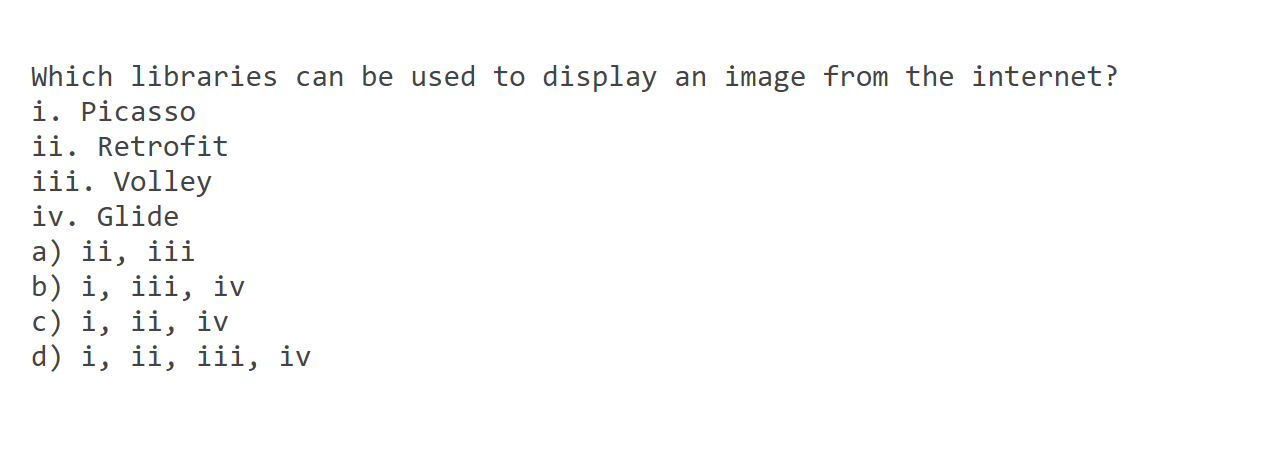 Which libraries can be used to display an image from the internet?
i. Picasso
ii. Retrofit
iii. Volley
iv. Glide
a) ii, iii
b) i, iii, iv
c) i, ii, iv
d) i, ii, iii, iv